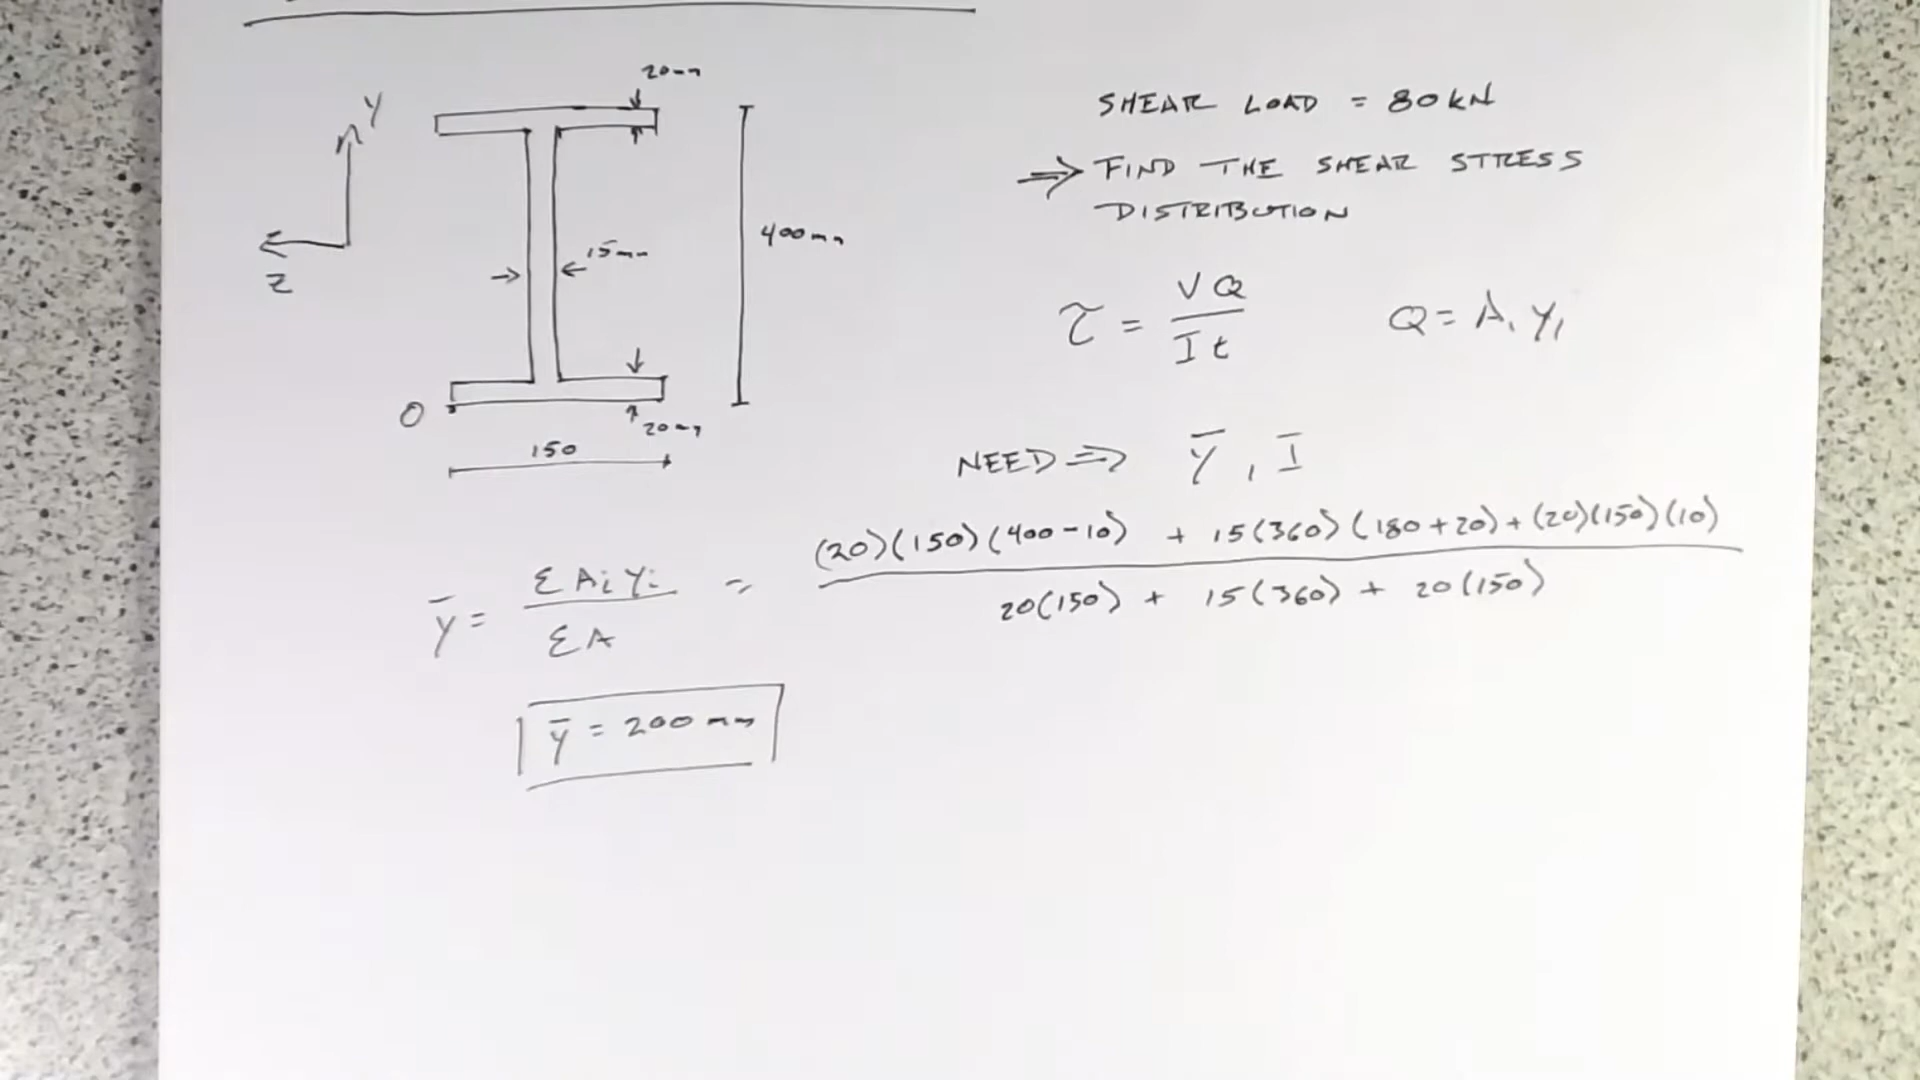 20mm
Y
Z
15mm
400mm
O
20mm
150
SHEAR LOAD = 80kN
⇒ FIND THE SHEAR STRESS
DISTRIBUTION
τ = VQ / It
Q = A₁ y₁
NEED ⇒ ȳ, I
ȳ = ΣAᵢyᵢ / ΣA = (20)(150)(400-10) + 15(360)(180+20) + (20)(150)(10) / 20(150) + 15(360) + 20(150)
ȳ = 200 mm